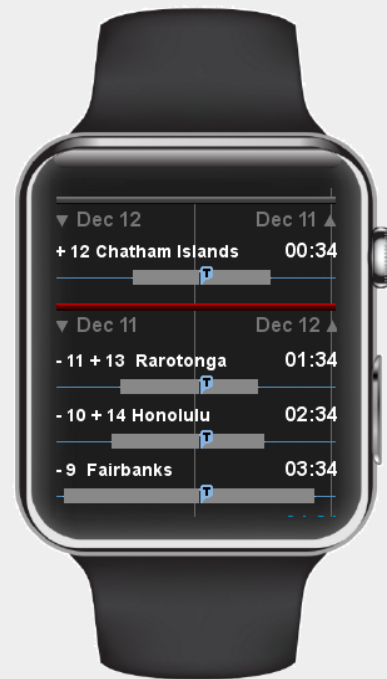 ▼ Dec 12 Dec 11 ▲
+ 12 Chatham Islands 00:34
T
▼ Dec 11 Dec 12 ▲
- 11 + 13 Rarotonga 01:34
T
- 10 + 14 Honolulu 02:34
T
- 9 Fairbanks 03:34
T